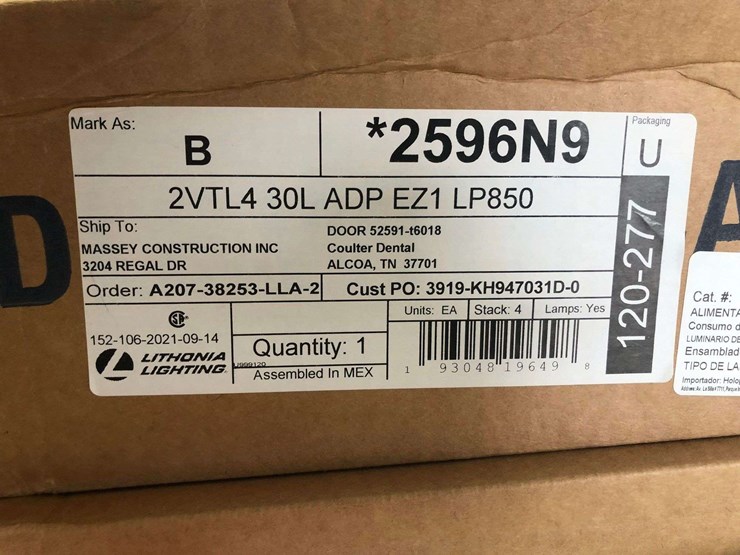 Mark As:
B
*2596N9
Packaging
U
2VTL4 30L ADP EZ1 LP850
Ship To:
MASSEY CONSTRUCTION INC
3204 REGAL DR
DOOR 52591-t6018
Coulter Dental
ALCOA, TN 37701
120-277
Order: A207-38253-LLA-2
Cust PO: 3919-KH947031D-0
SP
152-106-2021-09-14
LITHONIA
LIGHTING
Quantity: 1
Assembled In MEX
Units: EA
Stack: 4
Lamps: Yes
1 93048 19649 8
D
A
Cat. #:
ALIMENTA
Consumo d
LUMINARIO DE
Ensamblad
TIPO DE LA
Importador: Holo